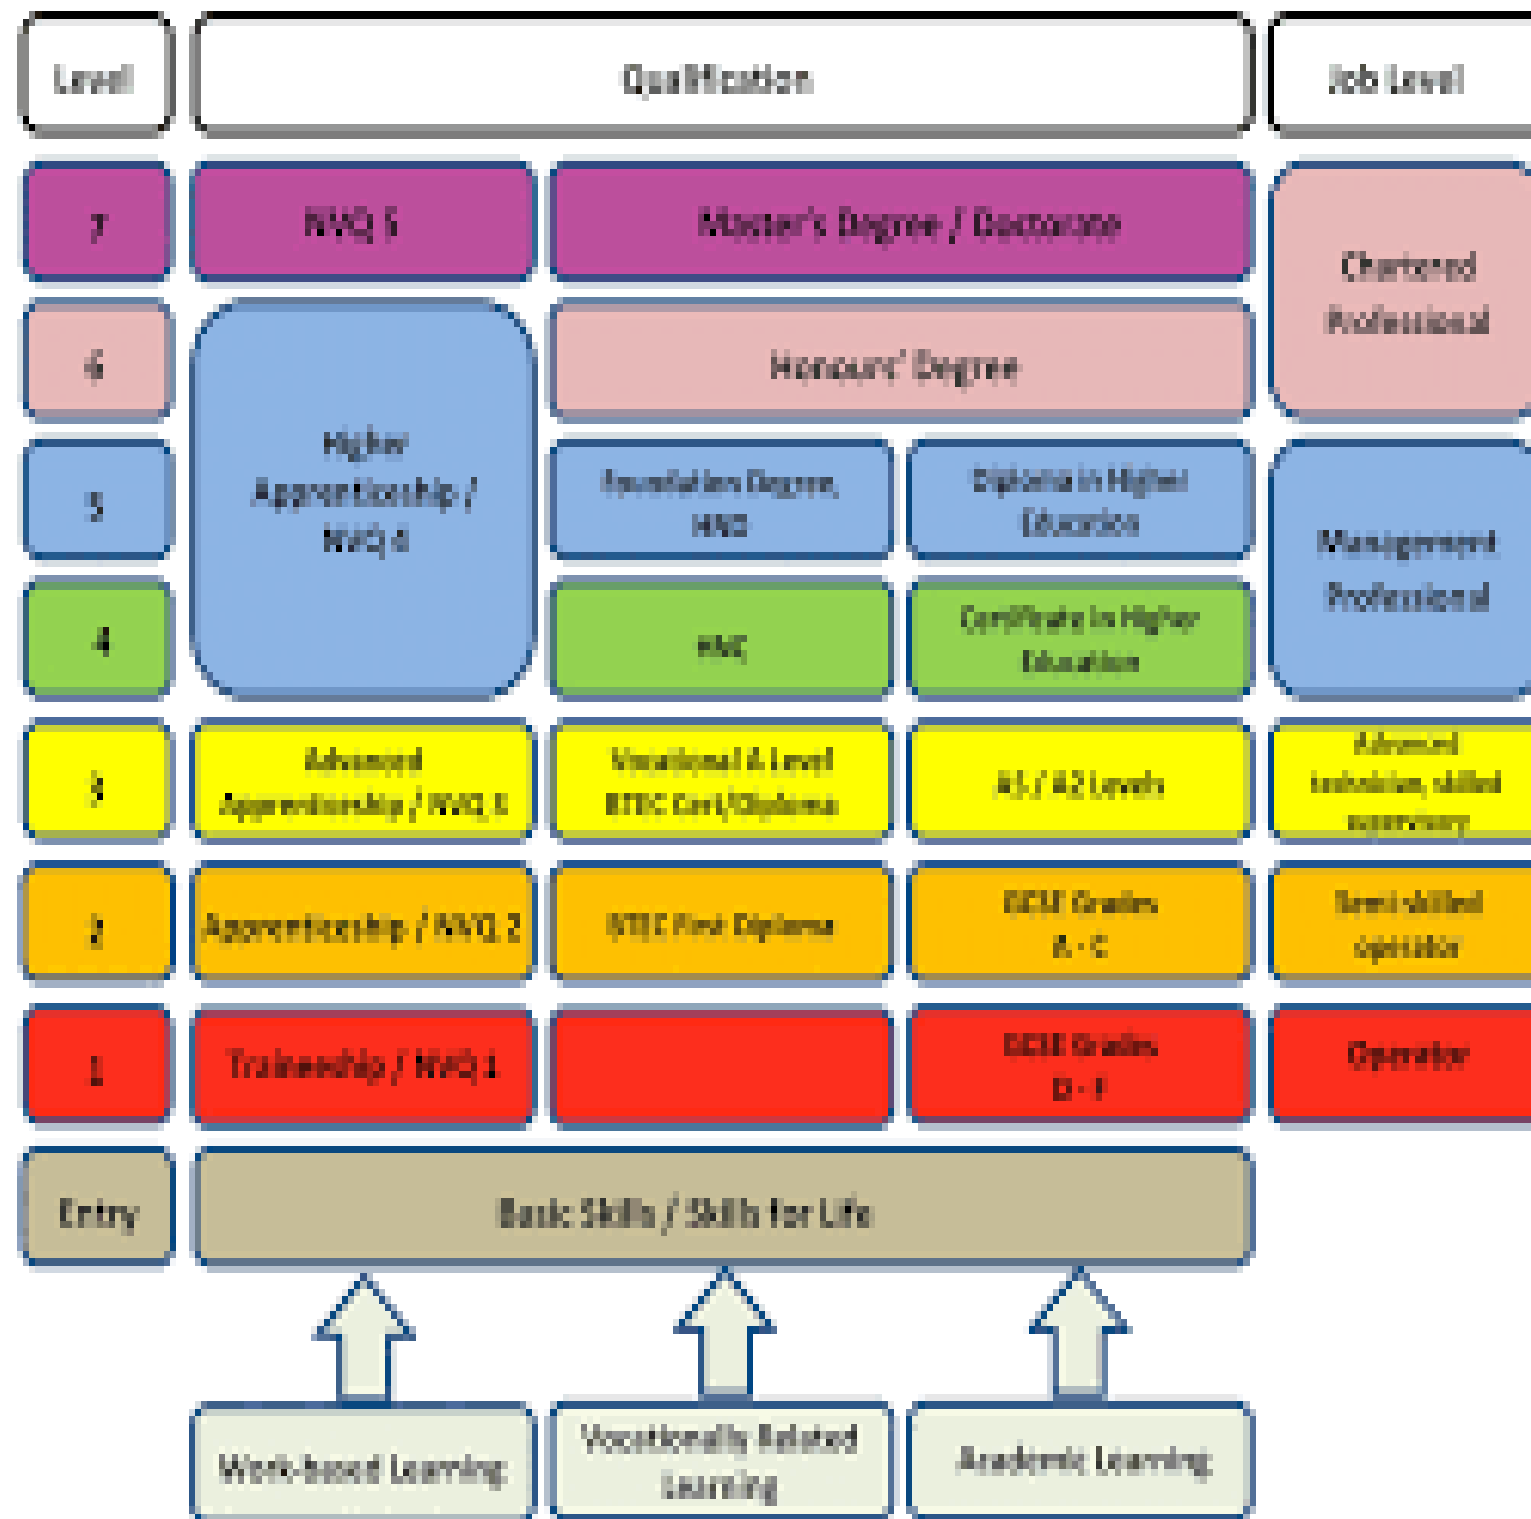 Level
Qualification
Job Level
7
NVQ 5
Master's Degree / Doctorate
Chartered
Professional
6
Honours' Degree
Higher
Apprenticeship /
NVQ 4
5
Foundation Degree,
HND
Diploma in Higher
Education
Management
Professional
4
HNC
Certificate in Higher
Education
3
Advanced
Apprenticeship / NVQ 3
Vocational A Level
BTEC Cert/Diploma
AS / A2 Levels
Advanced
technician, skilled
supervisory
2
Apprenticeship / NVQ 2
BTEC First Diploma
GCSE Grades
A - C
Semi skilled
operator
1
Traineeship / NVQ 1
GCSE Grades
D - F
Operator
Entry
Basic Skills / Skills for Life
Work-based Learning
Vocationally Related
Learning
Academic Learning